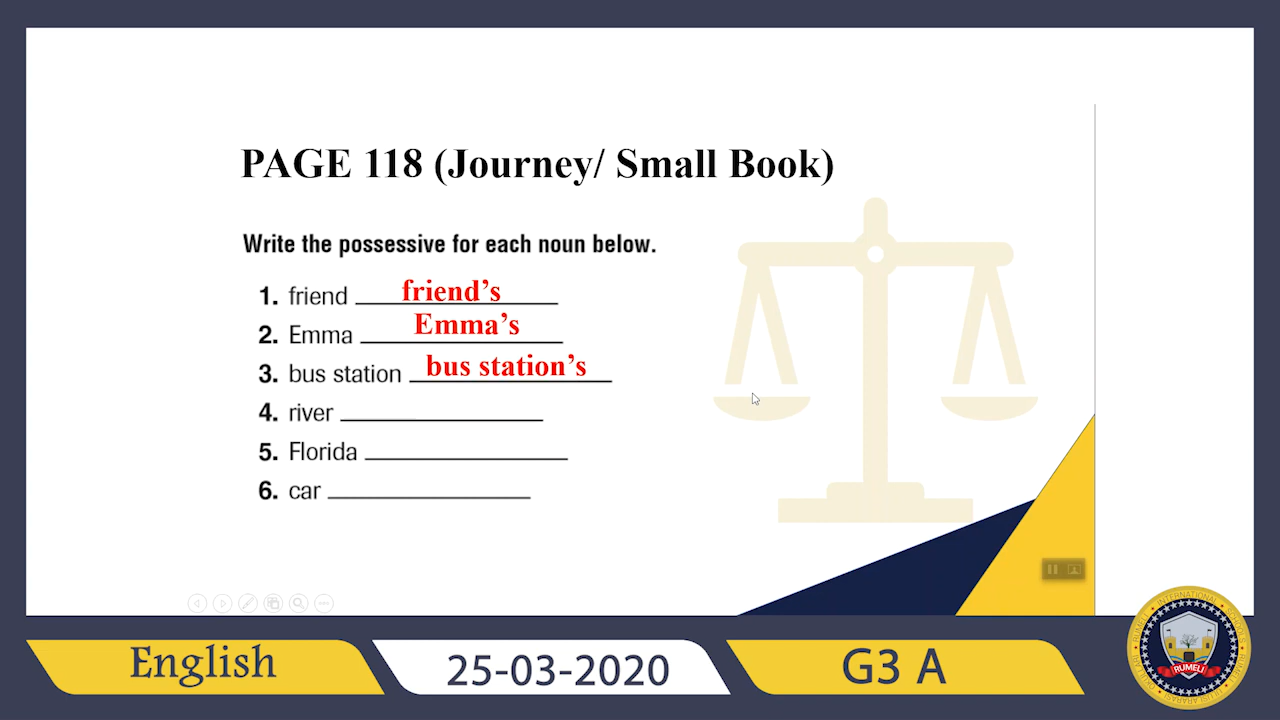 PAGE 118 (Journey/ Small Book)
Write the possessive for each noun below.
1. friend friend’s
2. Emma Emma’s
3. bus station bus station’s
4. river
5. Florida
6. car
English
25-03-2020
G3 A
RUMELI